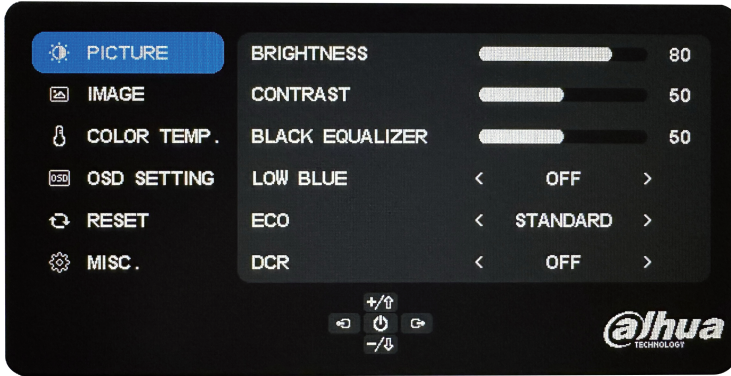 PICTURE BRIGHTNESS 80
IMAGE CONTRAST 50
COLOR TEMP. BLACK EQUALIZER 50
OSD OSD SETTING LOW BLUE < OFF >
RESET ECO < STANDARD >
MISC. DCR < OFF >
+/⇧
−/⇩
alhua
TECHNOLOGY